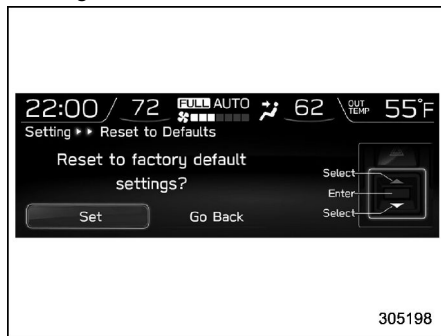 22:00 72 FULL AUTO 62 OUT TEMP 55°F
Setting ▸▸ Reset to Defaults
Reset to factory default
settings?
Select
Enter
Select
Set Go Back
305198